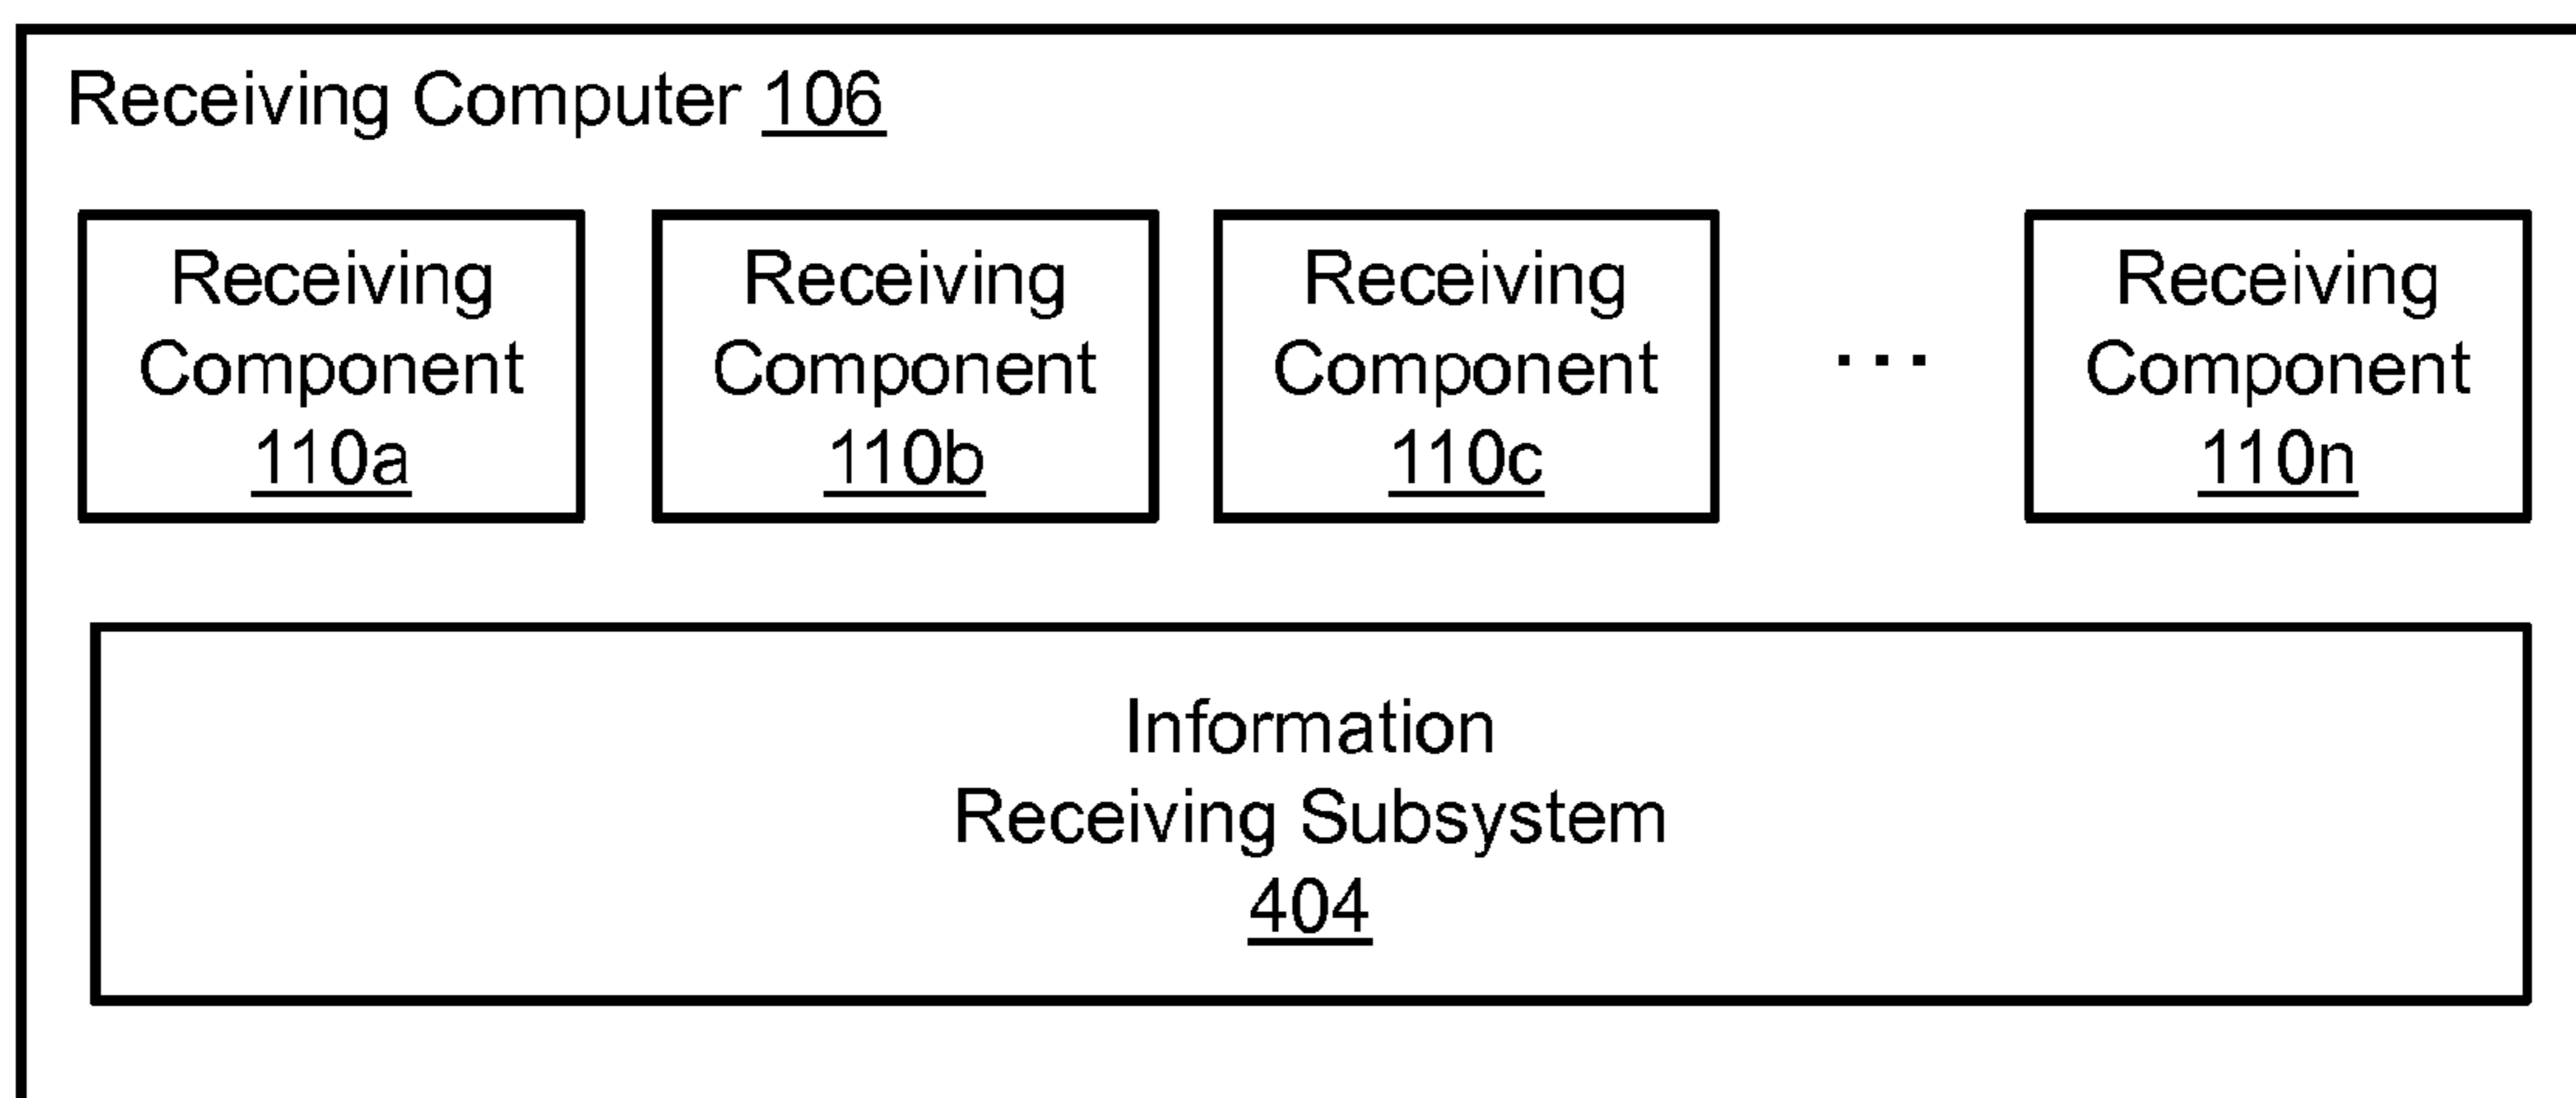 Receiving Computer 106
Receiving
Component
110a
Receiving
Component
110b
Receiving
Component
110c
...
Receiving
Component
110n
Information
Receiving Subsystem
404